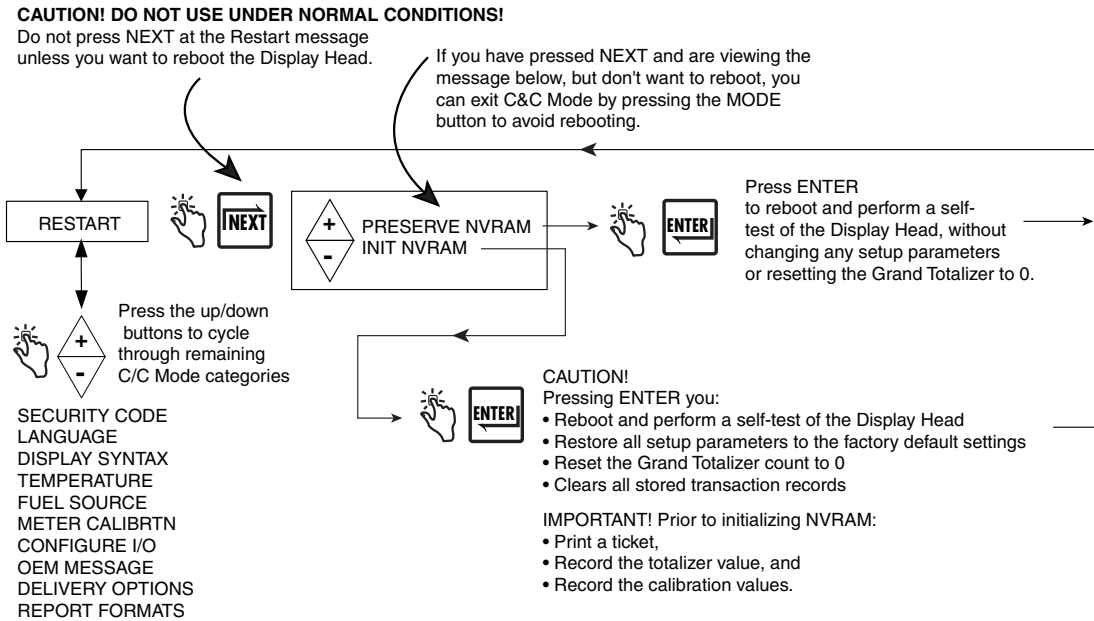 CAUTION! DO NOT USE UNDER NORMAL CONDITIONS!
Do not press NEXT at the Restart message
unless you want to reboot the Display Head.
If you have pressed NEXT and are viewing the
message below, but don't want to reboot, you
can exit C&C Mode by pressing the MODE
button to avoid rebooting.
RESTART
NEXT
+
-
PRESERVE NVRAM
INIT NVRAM
ENTER
Press ENTER
to reboot and perform a self-
test of the Display Head, without
changing any setup parameters
or resetting the Grand Totalizer to 0.
+
-
Press the up/down
buttons to cycle
through remaining
C/C Mode categories
SECURITY CODE
LANGUAGE
DISPLAY SYNTAX
TEMPERATURE
FUEL SOURCE
METER CALIBRTN
CONFIGURE I/O
OEM MESSAGE
DELIVERY OPTIONS
REPORT FORMATS
ENTER
CAUTION!
Pressing ENTER you:
• Reboot and perform a self-test of the Display Head
• Restore all setup parameters to the factory default settings
• Reset the Grand Totalizer count to 0
• Clears all stored transaction records
IMPORTANT! Prior to initializing NVRAM:
• Print a ticket,
• Record the totalizer value, and
• Record the calibration values.